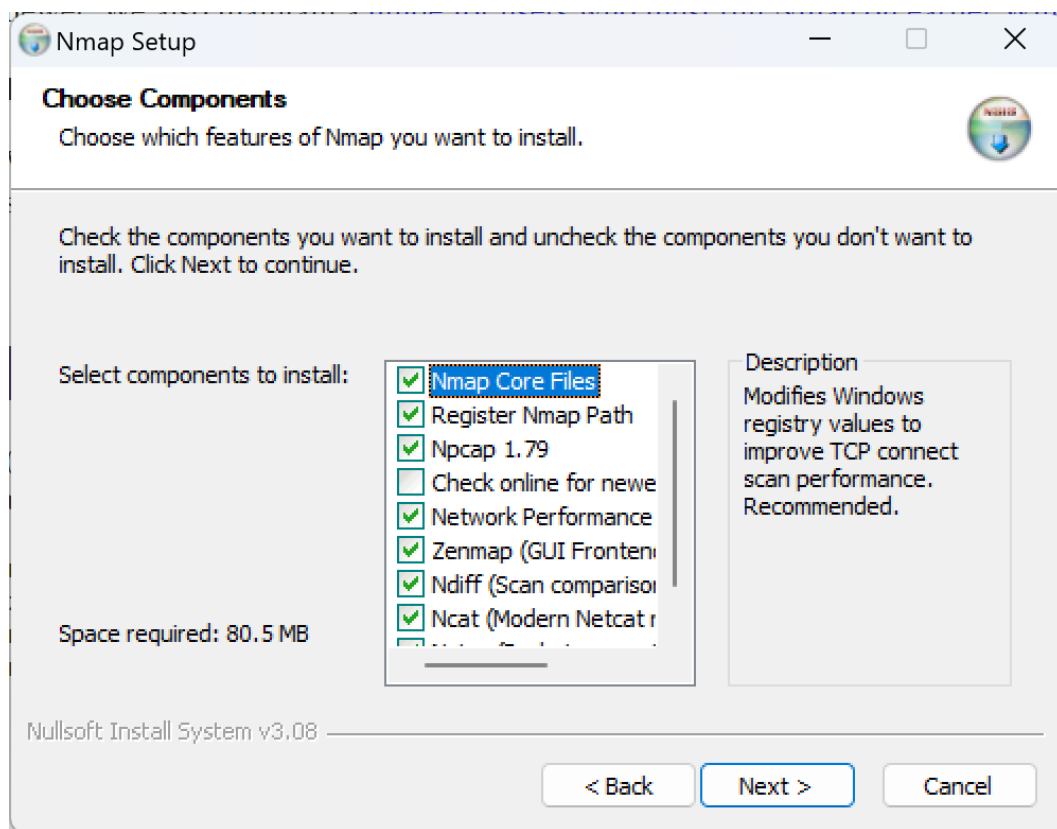 Nmap Setup
Choose Components
Choose which features of Nmap you want to install.
Check the components you want to install and uncheck the components you don't want to
install. Click Next to continue.
Select components to install:
Nmap Core Files
Register Nmap Path
Npcap 1.79
Check online for newe
Network Performance
Zenmap (GUI Fronten
Ndiff (Scan compariso
Ncat (Modern Netcat r
Space required: 80.5 MB
Description
Modifies Windows
registry values to
improve TCP connect
scan performance.
Recommended.
Nullsoft Install System v3.08
< Back
Next >
Cancel